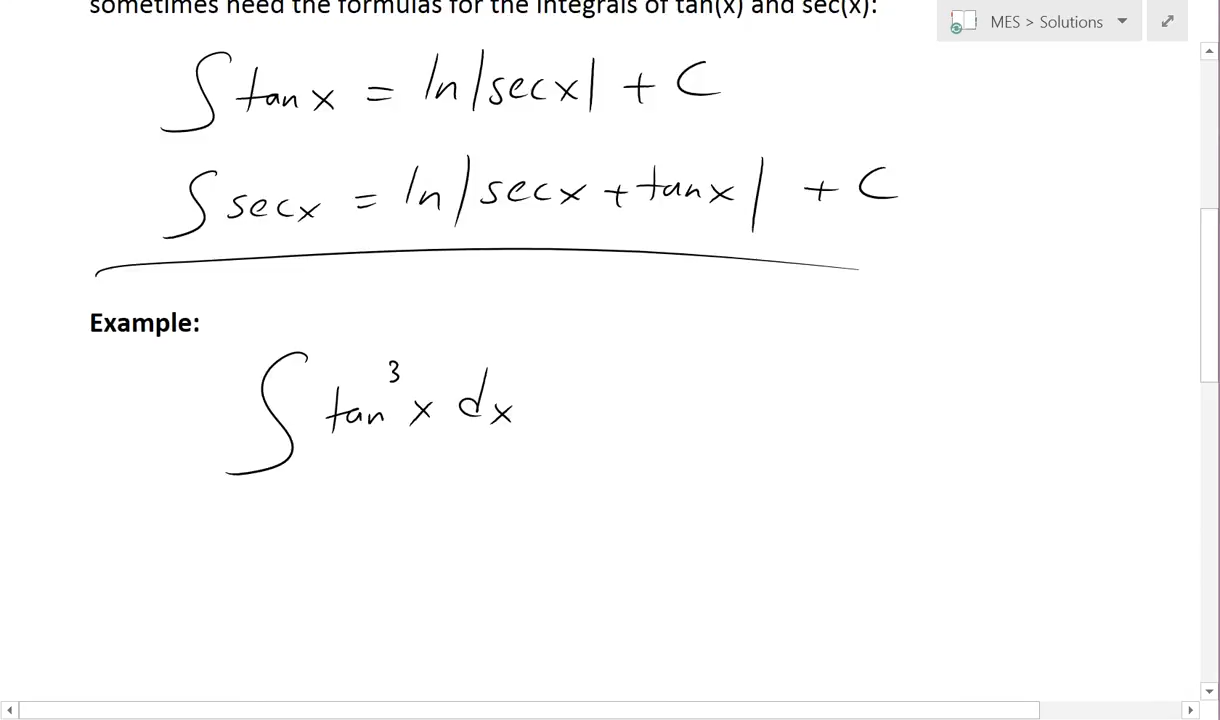 sometimes need the formulas for the integrals of tan(x) and sec(x):
MES > Solutions
∫ tan x = ln|sec x| + C
∫ sec x = ln|sec x + tan x| + C
Example:
∫ tan³ x dx